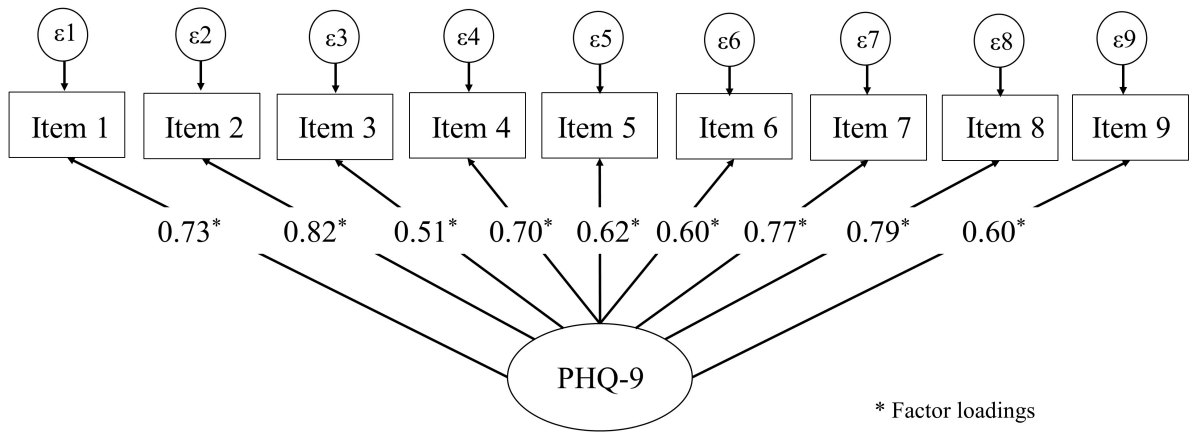 ε1 ε2 ε3 ε4 ε5 ε6 ε7 ε8 ε9
Item 1 Item 2 Item 3 Item 4 Item 5 Item 6 Item 7 Item 8 Item 9
0.73* 0.82* 0.51* 0.70* 0.62* 0.60* 0.77* 0.79* 0.60*
PHQ-9
* Factor loadings